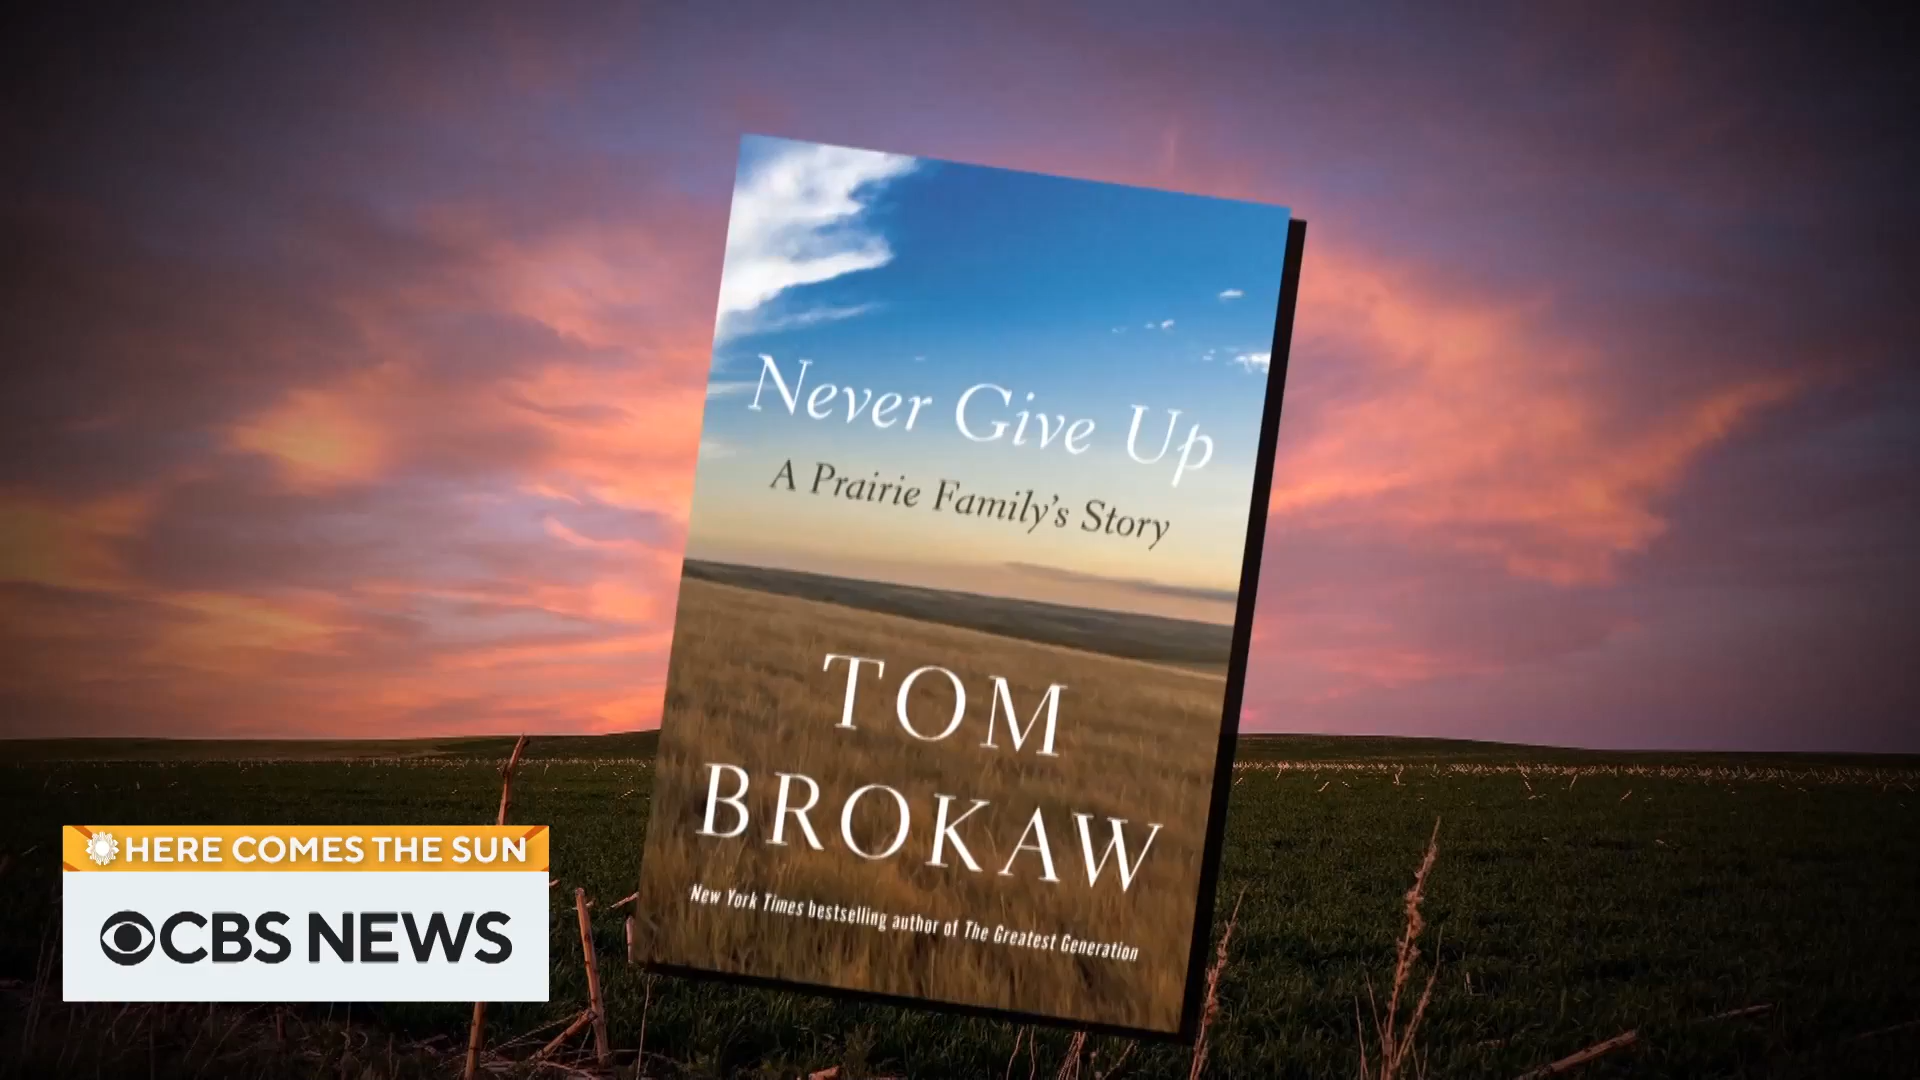 Never Give Up
A Prairie Family's Story
TOM
BROKAW
New York Times bestselling author of The Greatest Generation
HERE COMES THE SUN
CBS NEWS